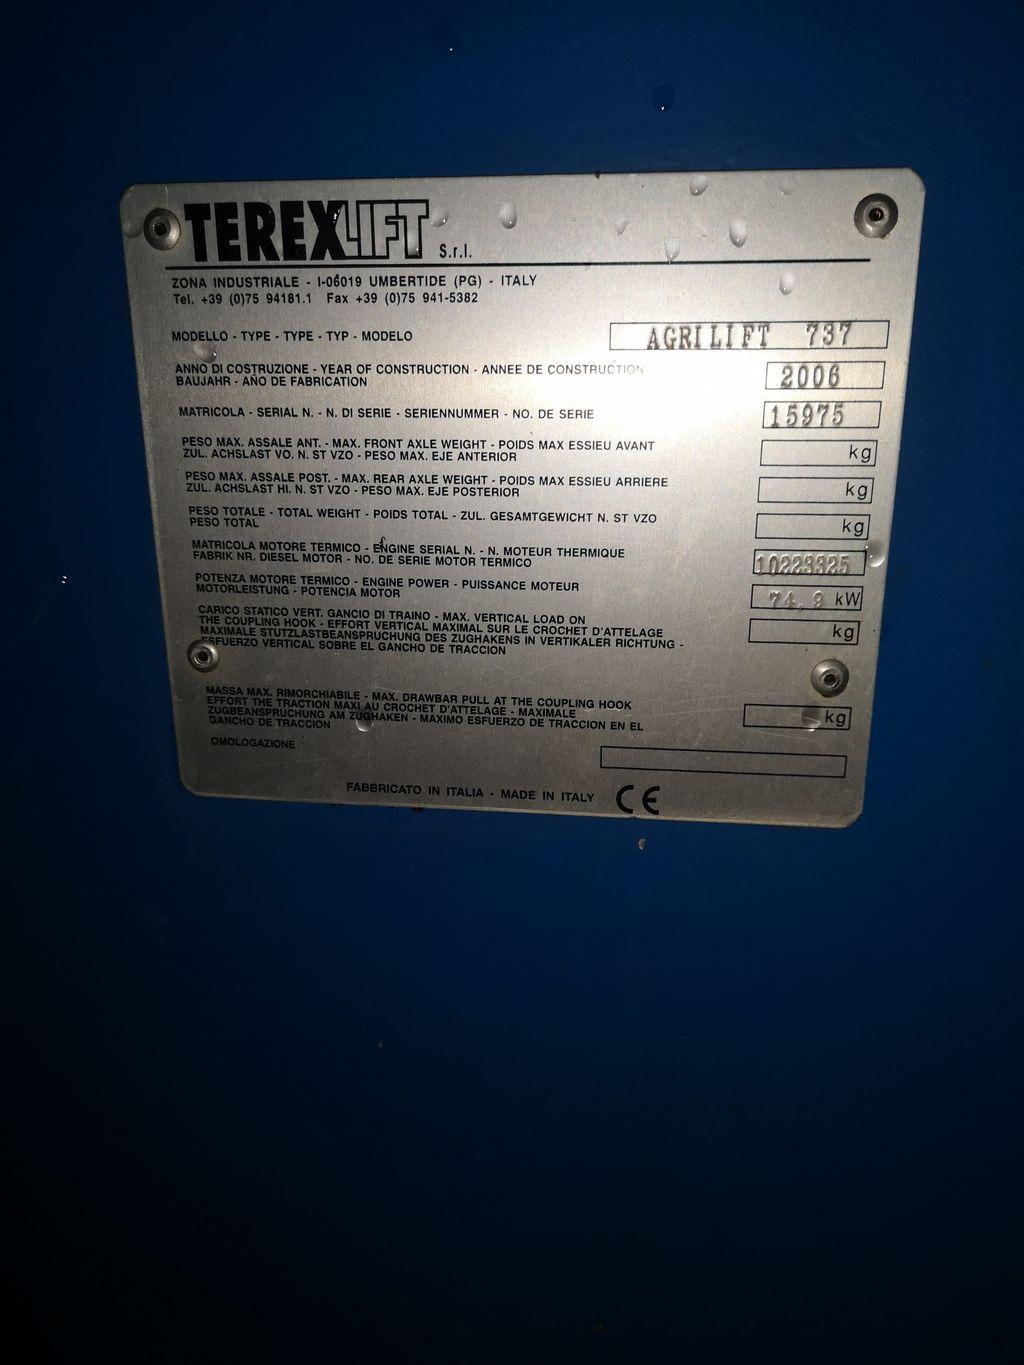 TEREXLIFT S.r.l.
ZONA INDUSTRIALE - I-06019 UMBERTIDE (PG) - ITALY
Tel. +39 (0)75 94181.1 Fax +39 (0)75 941-5382
MODELLO - TYPE - TYPE - TYP - MODELO AGRILIFT 737
ANNO DI COSTRUZIONE - YEAR OF CONSTRUCTION - ANNEE DE CONSTRUCTION
BAUJAHR - AÑO DE FABRICATION 2006
MATRICOLA - SERIAL N. - N. DI SERIE - SERIENNUMMER - NO. DE SERIE 15975
PESO MAX. ASSALE ANT. - MAX. FRONT AXLE WEIGHT - POIDS MAX ESSIEU AVANT
ZUL. ACHSLAST VO. N. ST VZO - PESO MAX. EJE ANTERIOR kg
PESO MAX. ASSALE POST. - MAX. REAR AXLE WEIGHT - POIDS MAX ESSIEU ARRIERE
ZUL. ACHSLAST HI. N. ST VZO - PESO MAX. EJE POSTERIOR kg
PESO TOTALE - TOTAL WEIGHT - POIDS TOTAL - ZUL. GESAMTGEWICHT N. ST VZO
PESO TOTAL kg
MATRICOLA MOTORE TERMICO - ENGINE SERIAL N. - N. MOTEUR THERMIQUE
FABRIK NR. DIESEL MOTOR - NO. DE SERIE MOTOR TERMICO 10223325
POTENZA MOTORE TERMICO - ENGINE POWER - PUISSANCE MOTEUR
MOTORLEISTUNG - POTENCIA MOTOR kW
CARICO STATICO VERT. GANCIO DI TRAINO - MAX. VERTICAL LOAD ON
THE COUPLING HOOK - EFFORT VERTICAL MAXIMAL SUR LE CROCHET D'ATTELAGE
MAXIMALE STUTZLASTBEANSPRUCHUNG DES ZUGHAKENS IN VERTIKALER RICHTUNG -
ESFUERZO VERTICAL SOBRE EL GANCHO DE TRACCION kg
MASSA MAX. RIMORCHIABILE - MAX. DRAWBAR PULL AT THE COUPLING HOOK
EFFORT THE TRACTION MAXI AU CROCHET D'ATTELAGE - MAXIMALE
ZUGBEANSPRUCHUNG AM ZUGHAKEN - MAXIMO ESFUERZO DE TRACCION EN EL
GANCHO DE TRACCION kg
OMOLOGAZIONE
FABBRICATO IN ITALIA - MADE IN ITALY CE